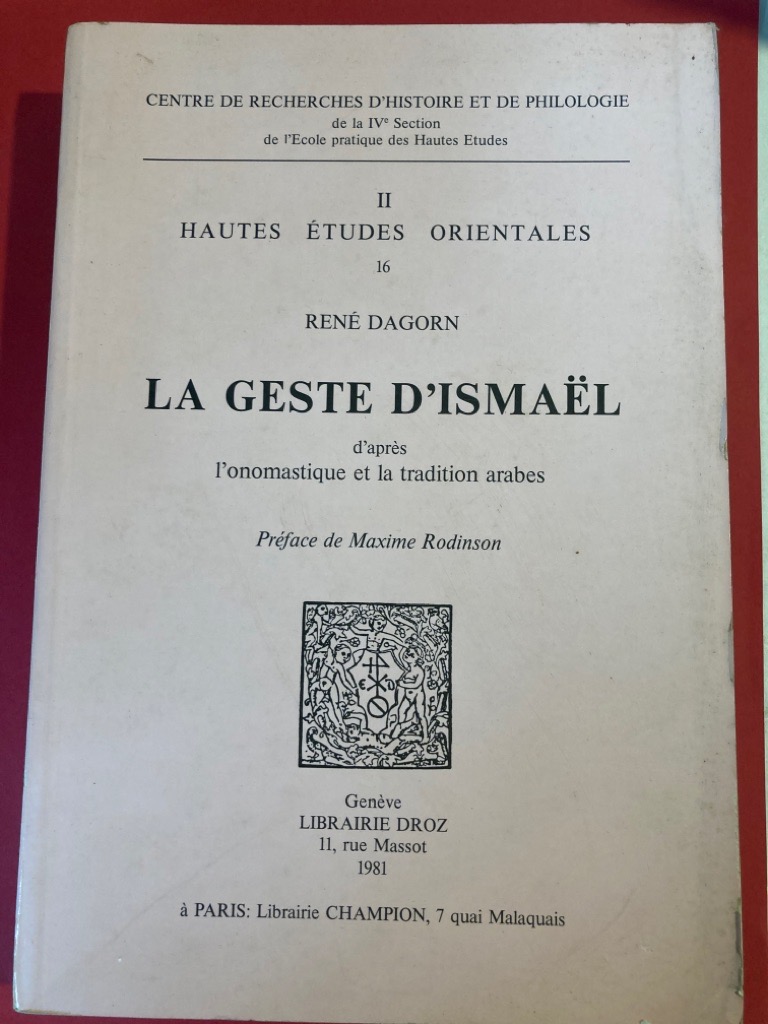 CENTRE DE RECHERCHES D'HISTOIRE ET DE PHILOLOGIE
de la IVe Section
de l'Ecole pratique des Hautes Etudes
II
HAUTES ÉTUDES ORIENTALES
16
RENÉ DAGORN
LA GESTE D'ISMAËL
d'après
l'onomastique et la tradition arabes
Préface de Maxime Rodinson
E D
Genève
LIBRAIRIE DROZ
11, rue Massot
1981
à PARIS: Librairie CHAMPION, 7 quai Malaquais